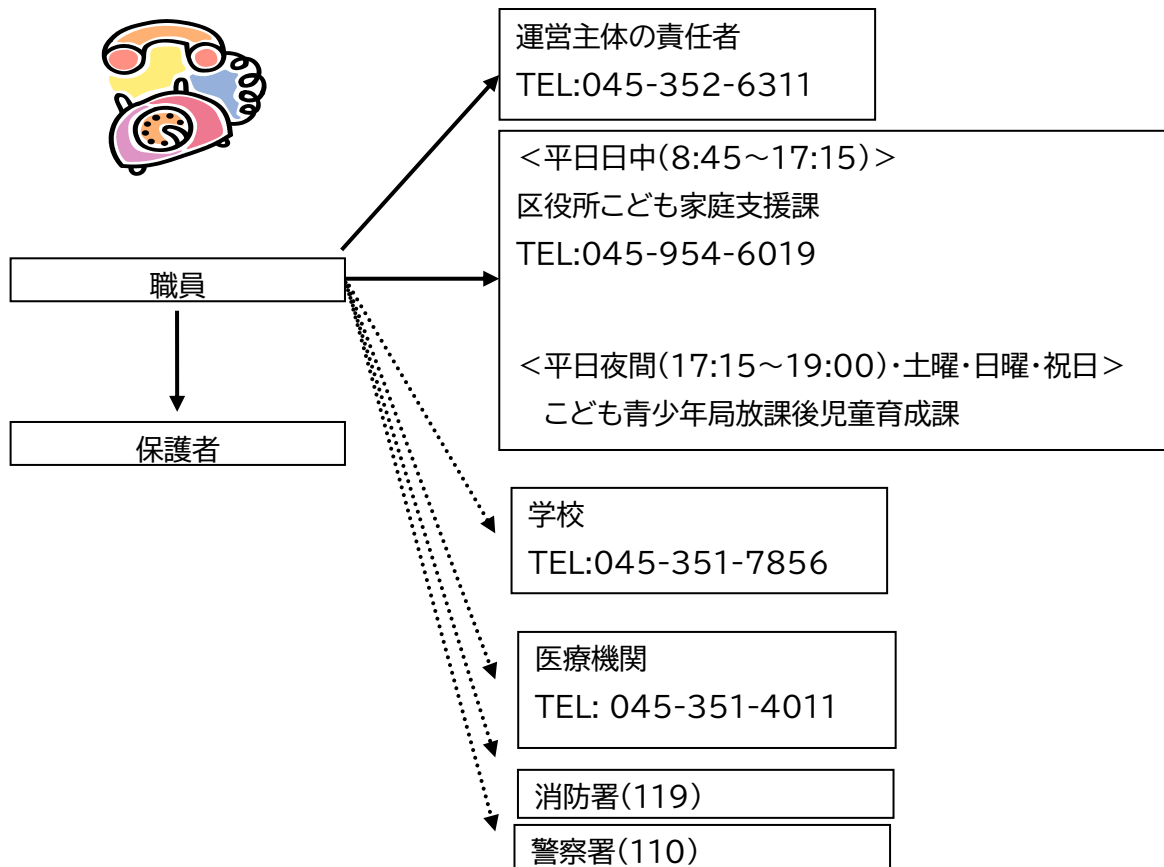 運営主体の責任者
TEL:045-352-6311
＜平日日中(8:45～17:15)＞
区役所こども家庭支援課
TEL:045-954-6019
＜平日夜間(17:15～19:00)・土曜・日曜・祝日＞
こども青少年局放課後児童育成課
職員
保護者
学校
TEL:045-351-7856
医療機関
TEL: 045-351-4011
消防署(119)
警察署(110)